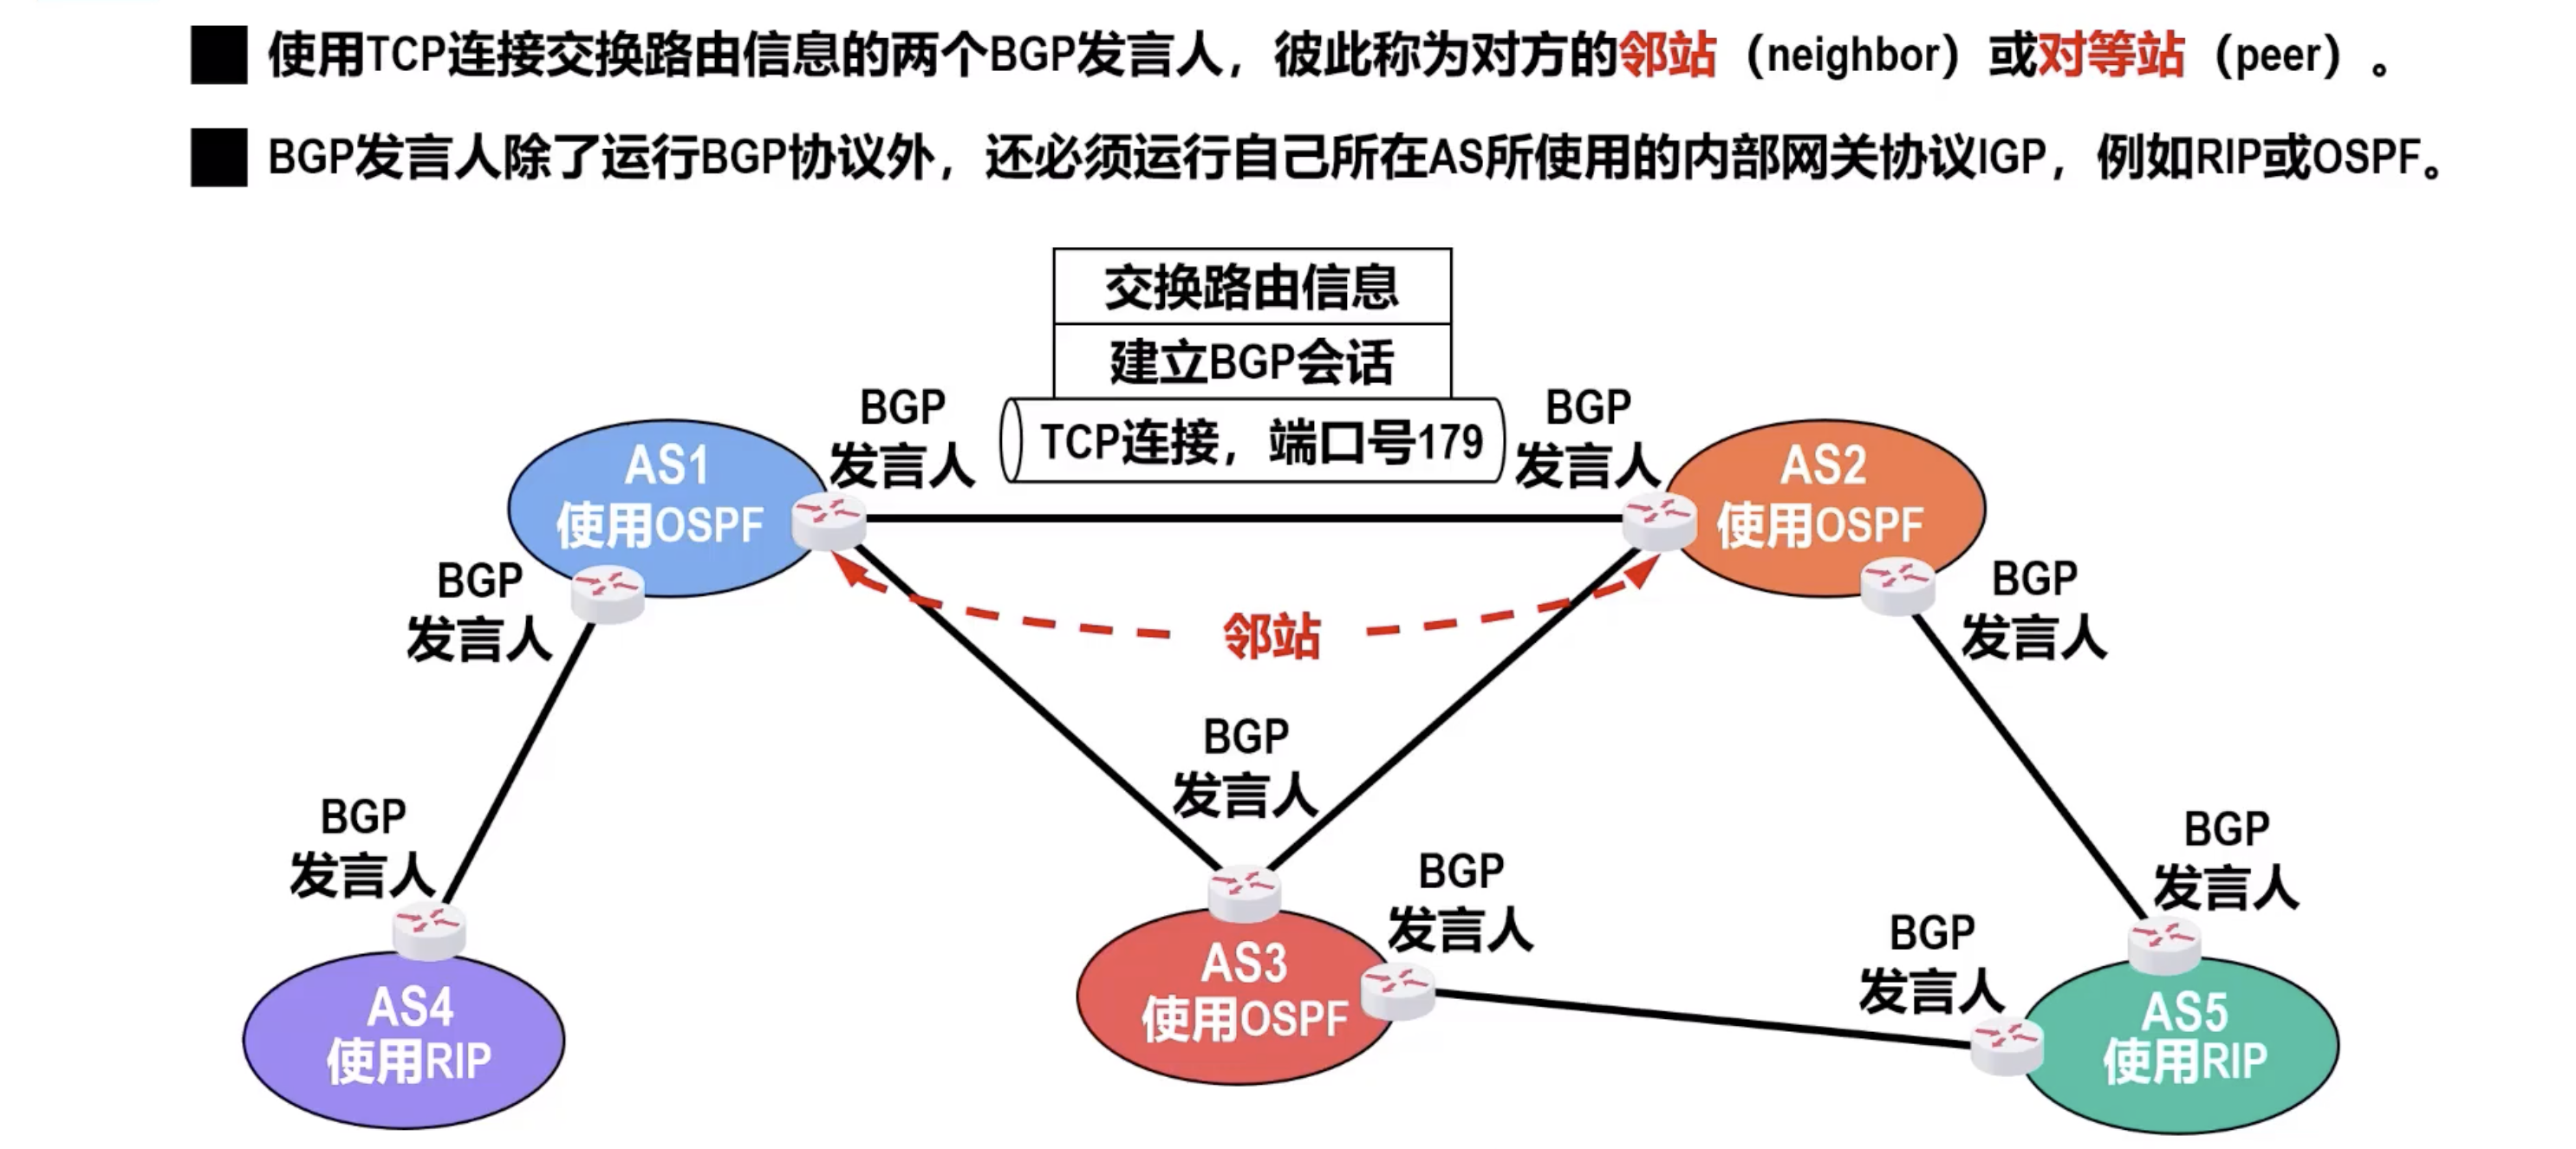 使用TCP连接交换路由信息的两个BGP发言人，彼此称为对方的邻站（neighbor）或对等站（peer）。
BGP发言人除了运行BGP协议外，还必须运行自己所在AS所使用的内部网关协议IGP，例如RIP或OSPF。
交换路由信息
建立BGP会话
TCP连接，端口号179
BGP
发言人
BGP
发言人
AS1
使用OSPF
AS2
使用OSPF
BGP
发言人
BGP
发言人
邻站
BGP
发言人
BGP
发言人
BGP
发言人
BGP
发言人
BGP
发言人
AS4
使用RIP
AS3
使用OSPF
AS5
使用RIP